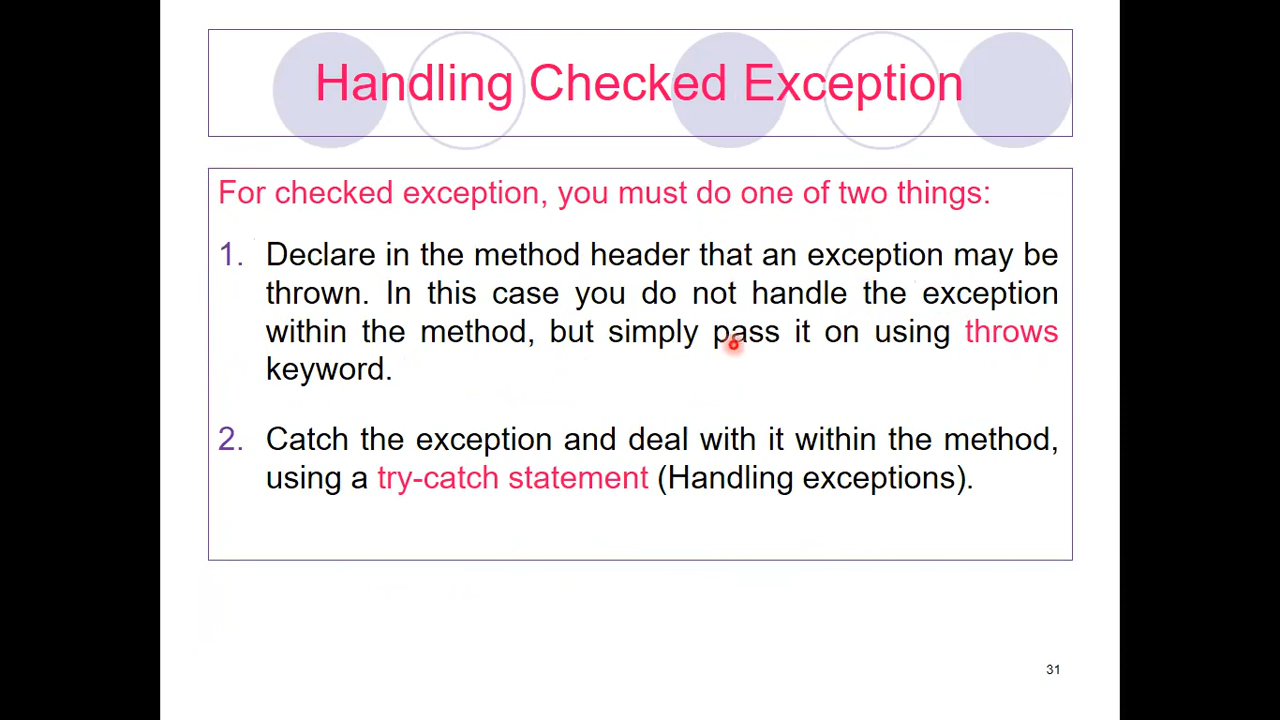 Handling Checked Exception
For checked exception, you must do one of two things:
1. Declare in the method header that an exception may be
thrown. In this case you do not handle the exception
within the method, but simply pass it on using throws
keyword.
2. Catch the exception and deal with it within the method,
using a try-catch statement (Handling exceptions).
31